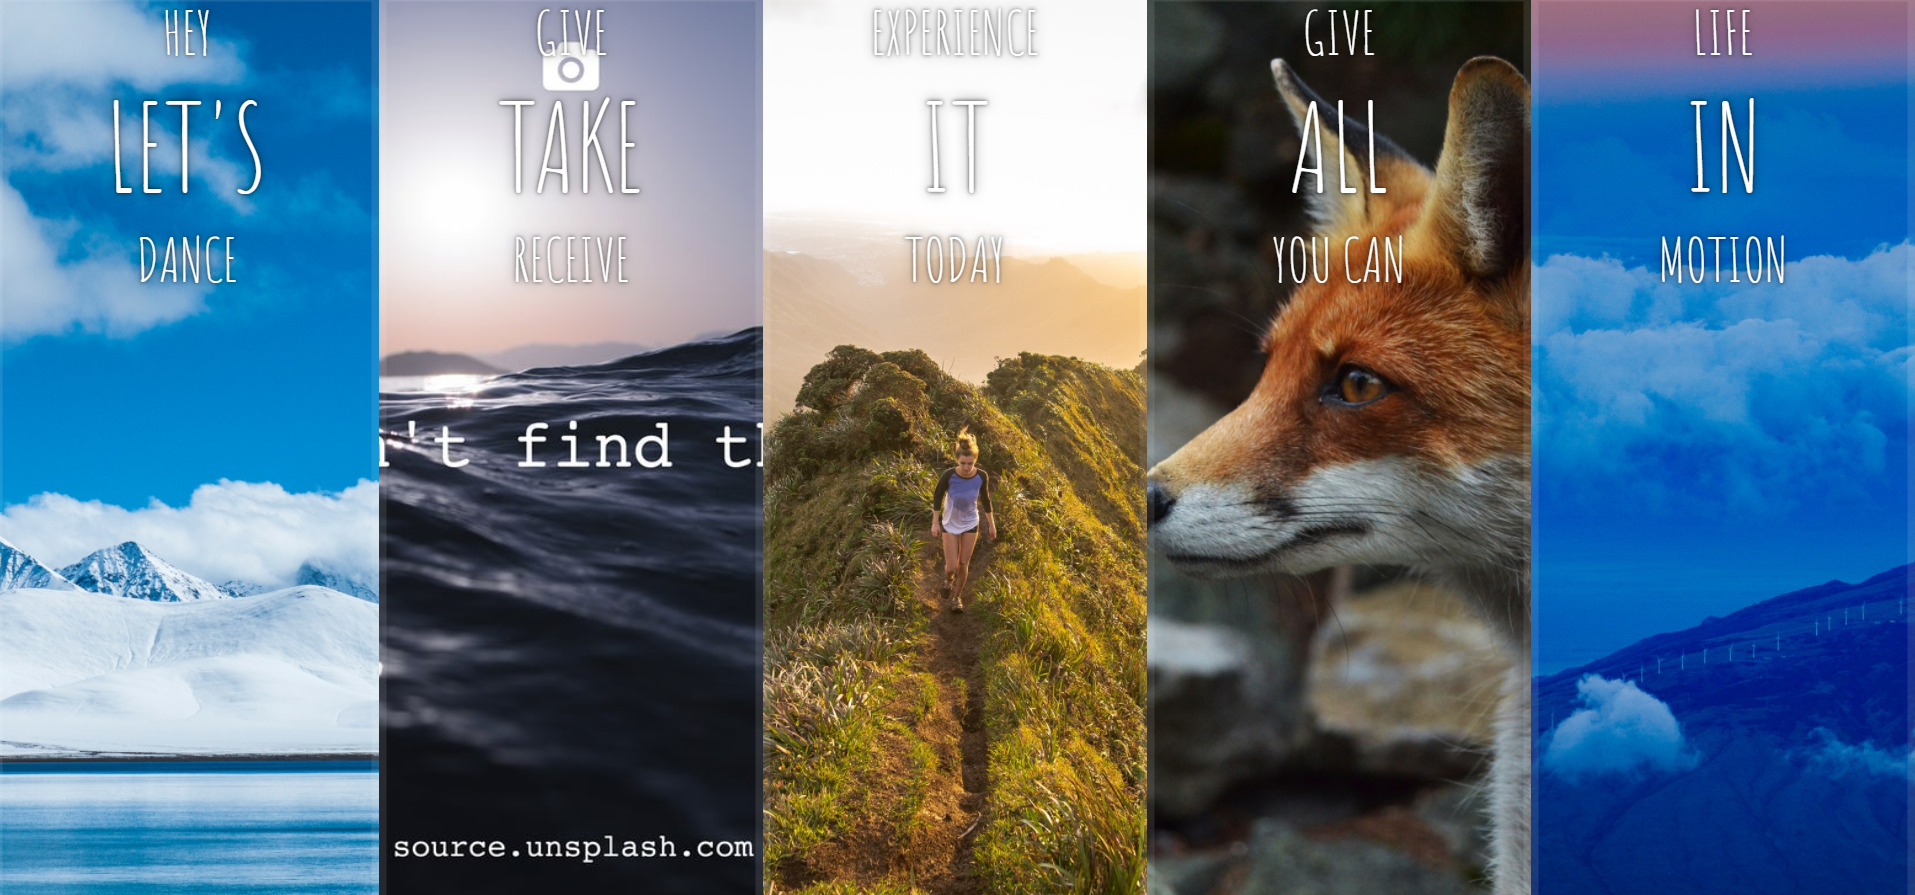 HEY
LET'S
DANCE
GIVE
TAKE
RECEIVE
't find
source.unsplash.com
EXPERIENCE
IT
TODAY
GIVE
ALL
YOU CAN
LIFE
IN
MOTION